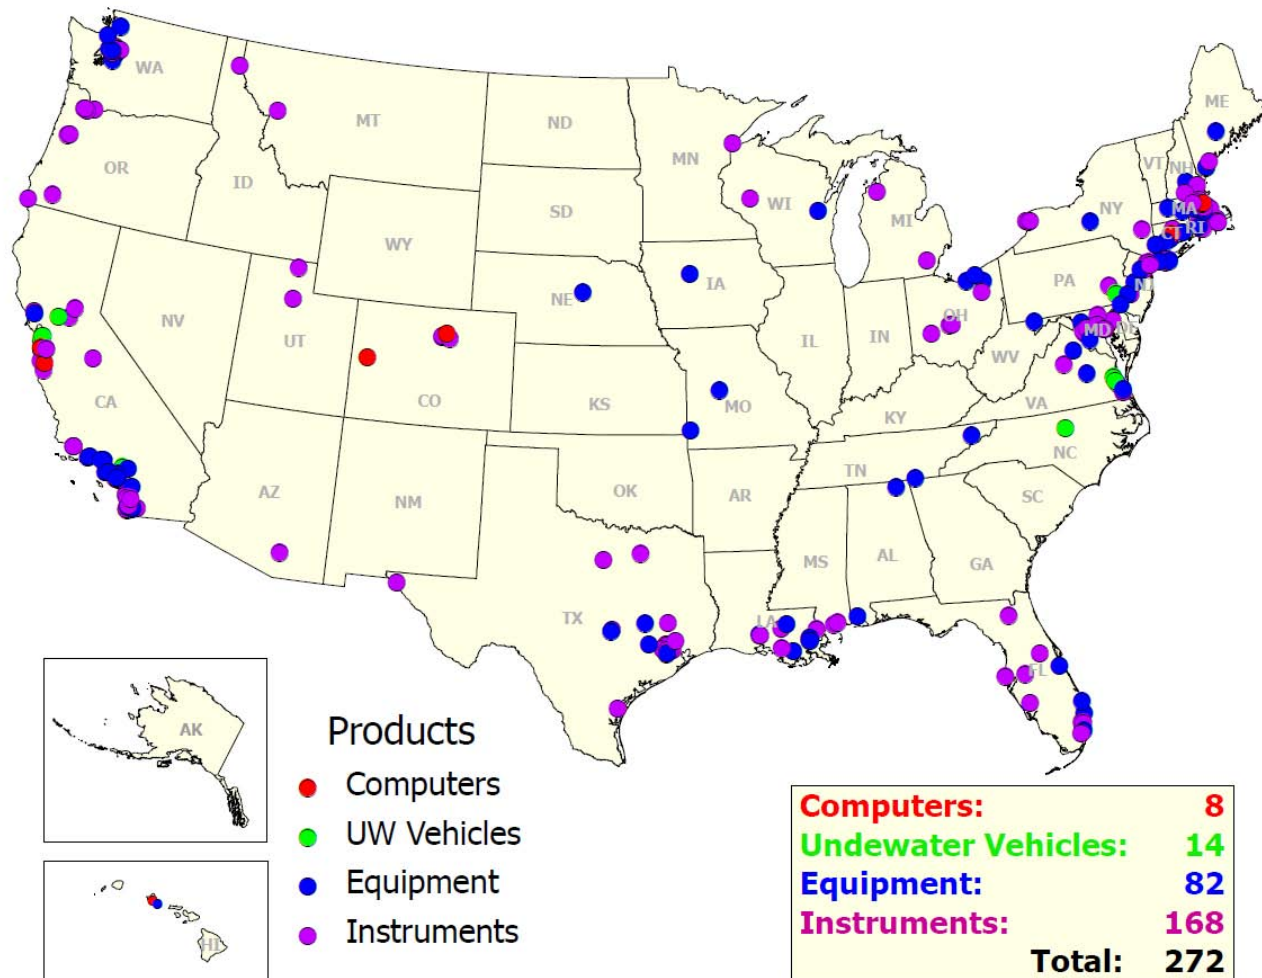 WA
MT
ND
MN
ME
OR
ID
SD
WI
MI
VT
NH
NY
MA
CT
RI
WY
NE
IA
PA
NJ
NV
UT
CO
IL
IN
OH
MD
DE
WV
CA
KS
MO
KY
VA
AZ
NM
OK
AR
TN
NC
SC
MS
AL
GA
TX
LA
FL
AK
HI
Products
Computers
UW Vehicles
Equipment
Instruments
Computers: 8
Undewater Vehicles: 14
Equipment: 82
Instruments: 168
Total: 272